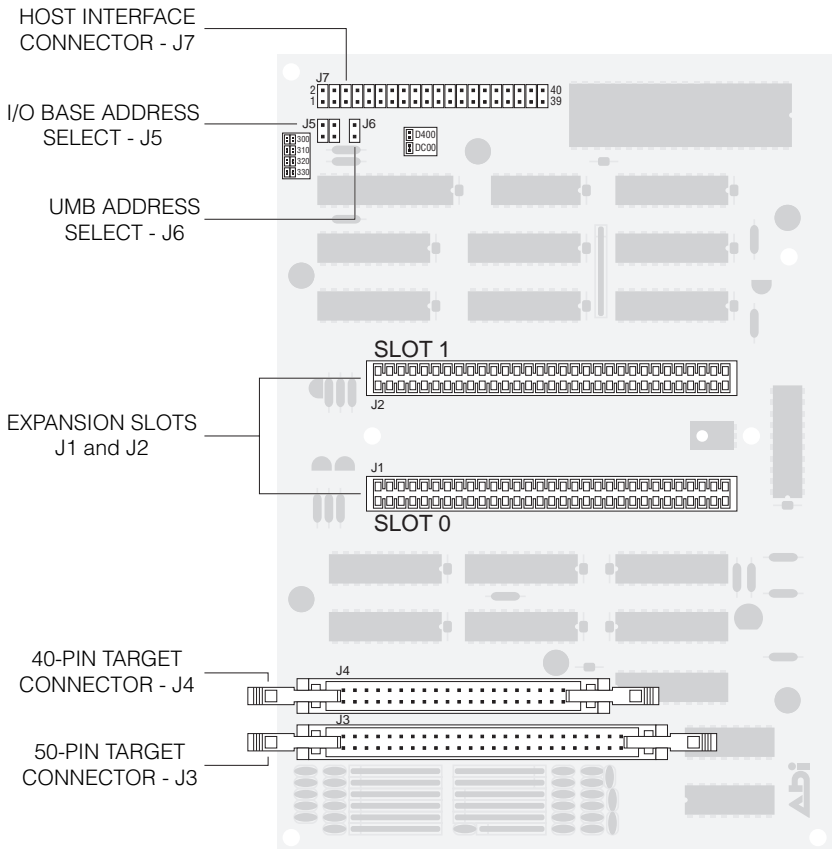 HOST INTERFACE
CONNECTOR - J7
J7
2
1
40
39
I/O BASE ADDRESS
SELECT - J5
J5
J6
300
310
320
330
D400
DC00
UMB ADDRESS
SELECT - J6
SLOT 1
J2
EXPANSION SLOTS
J1 and J2
J1
SLOT 0
40-PIN TARGET
CONNECTOR - J4
J4
J3
50-PIN TARGET
CONNECTOR - J3
ABi